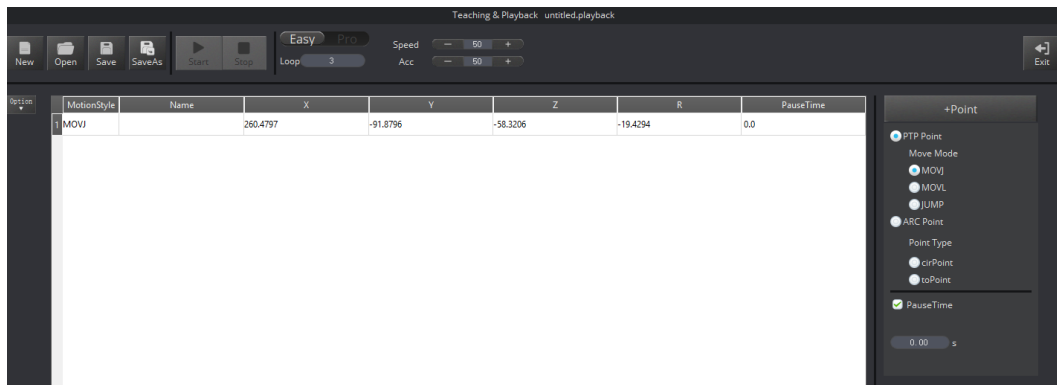 Teaching & Playback untitled.playback
New Open Save SaveAs Start Stop Easy Pro Speed 50 Exit
Loop 3 Acc 50
Option
MotionStyle Name X Y Z R PauseTime
1 MOVJ 260.4797 -91.8796 -58.3206 -19.4294 0.0
+Point
PTP Point
Move Mode
MOVJ
MOVL
JUMP
ARC Point
Point Type
cirPoint
toPoint
PauseTime
0.00 s